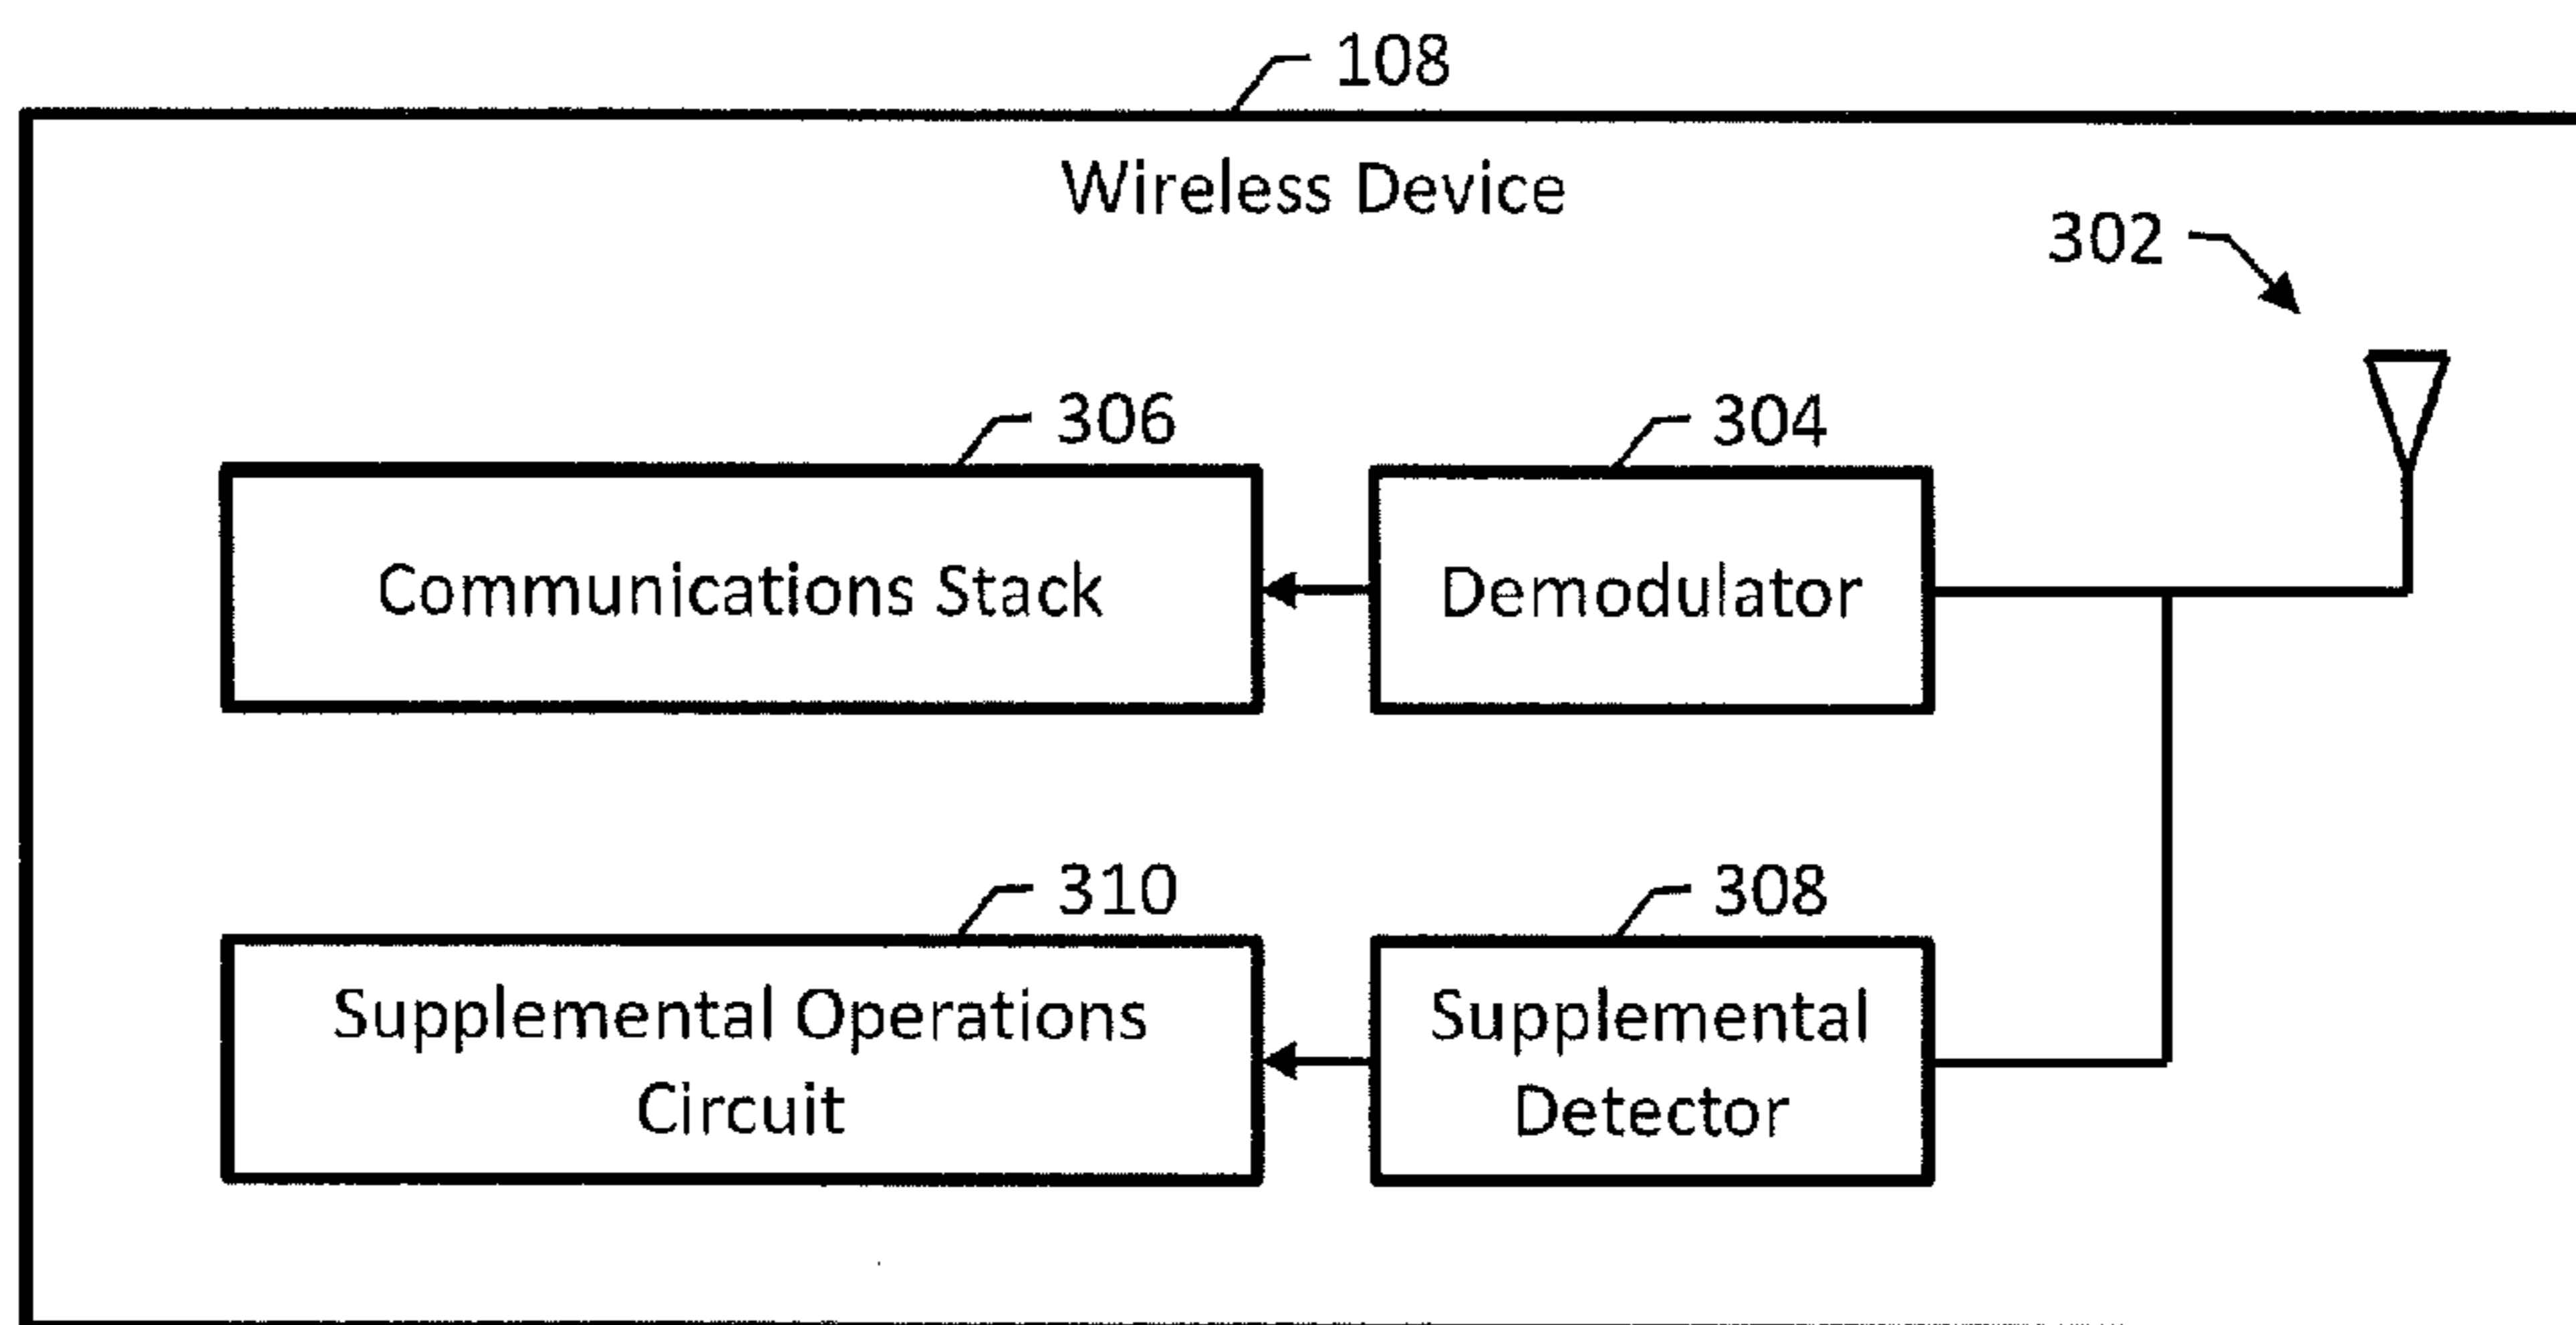 108
Wireless Device
302
306
304
Communications Stack
Demodulator
310
308
Supplemental Operations
Circuit
Supplemental
Detector